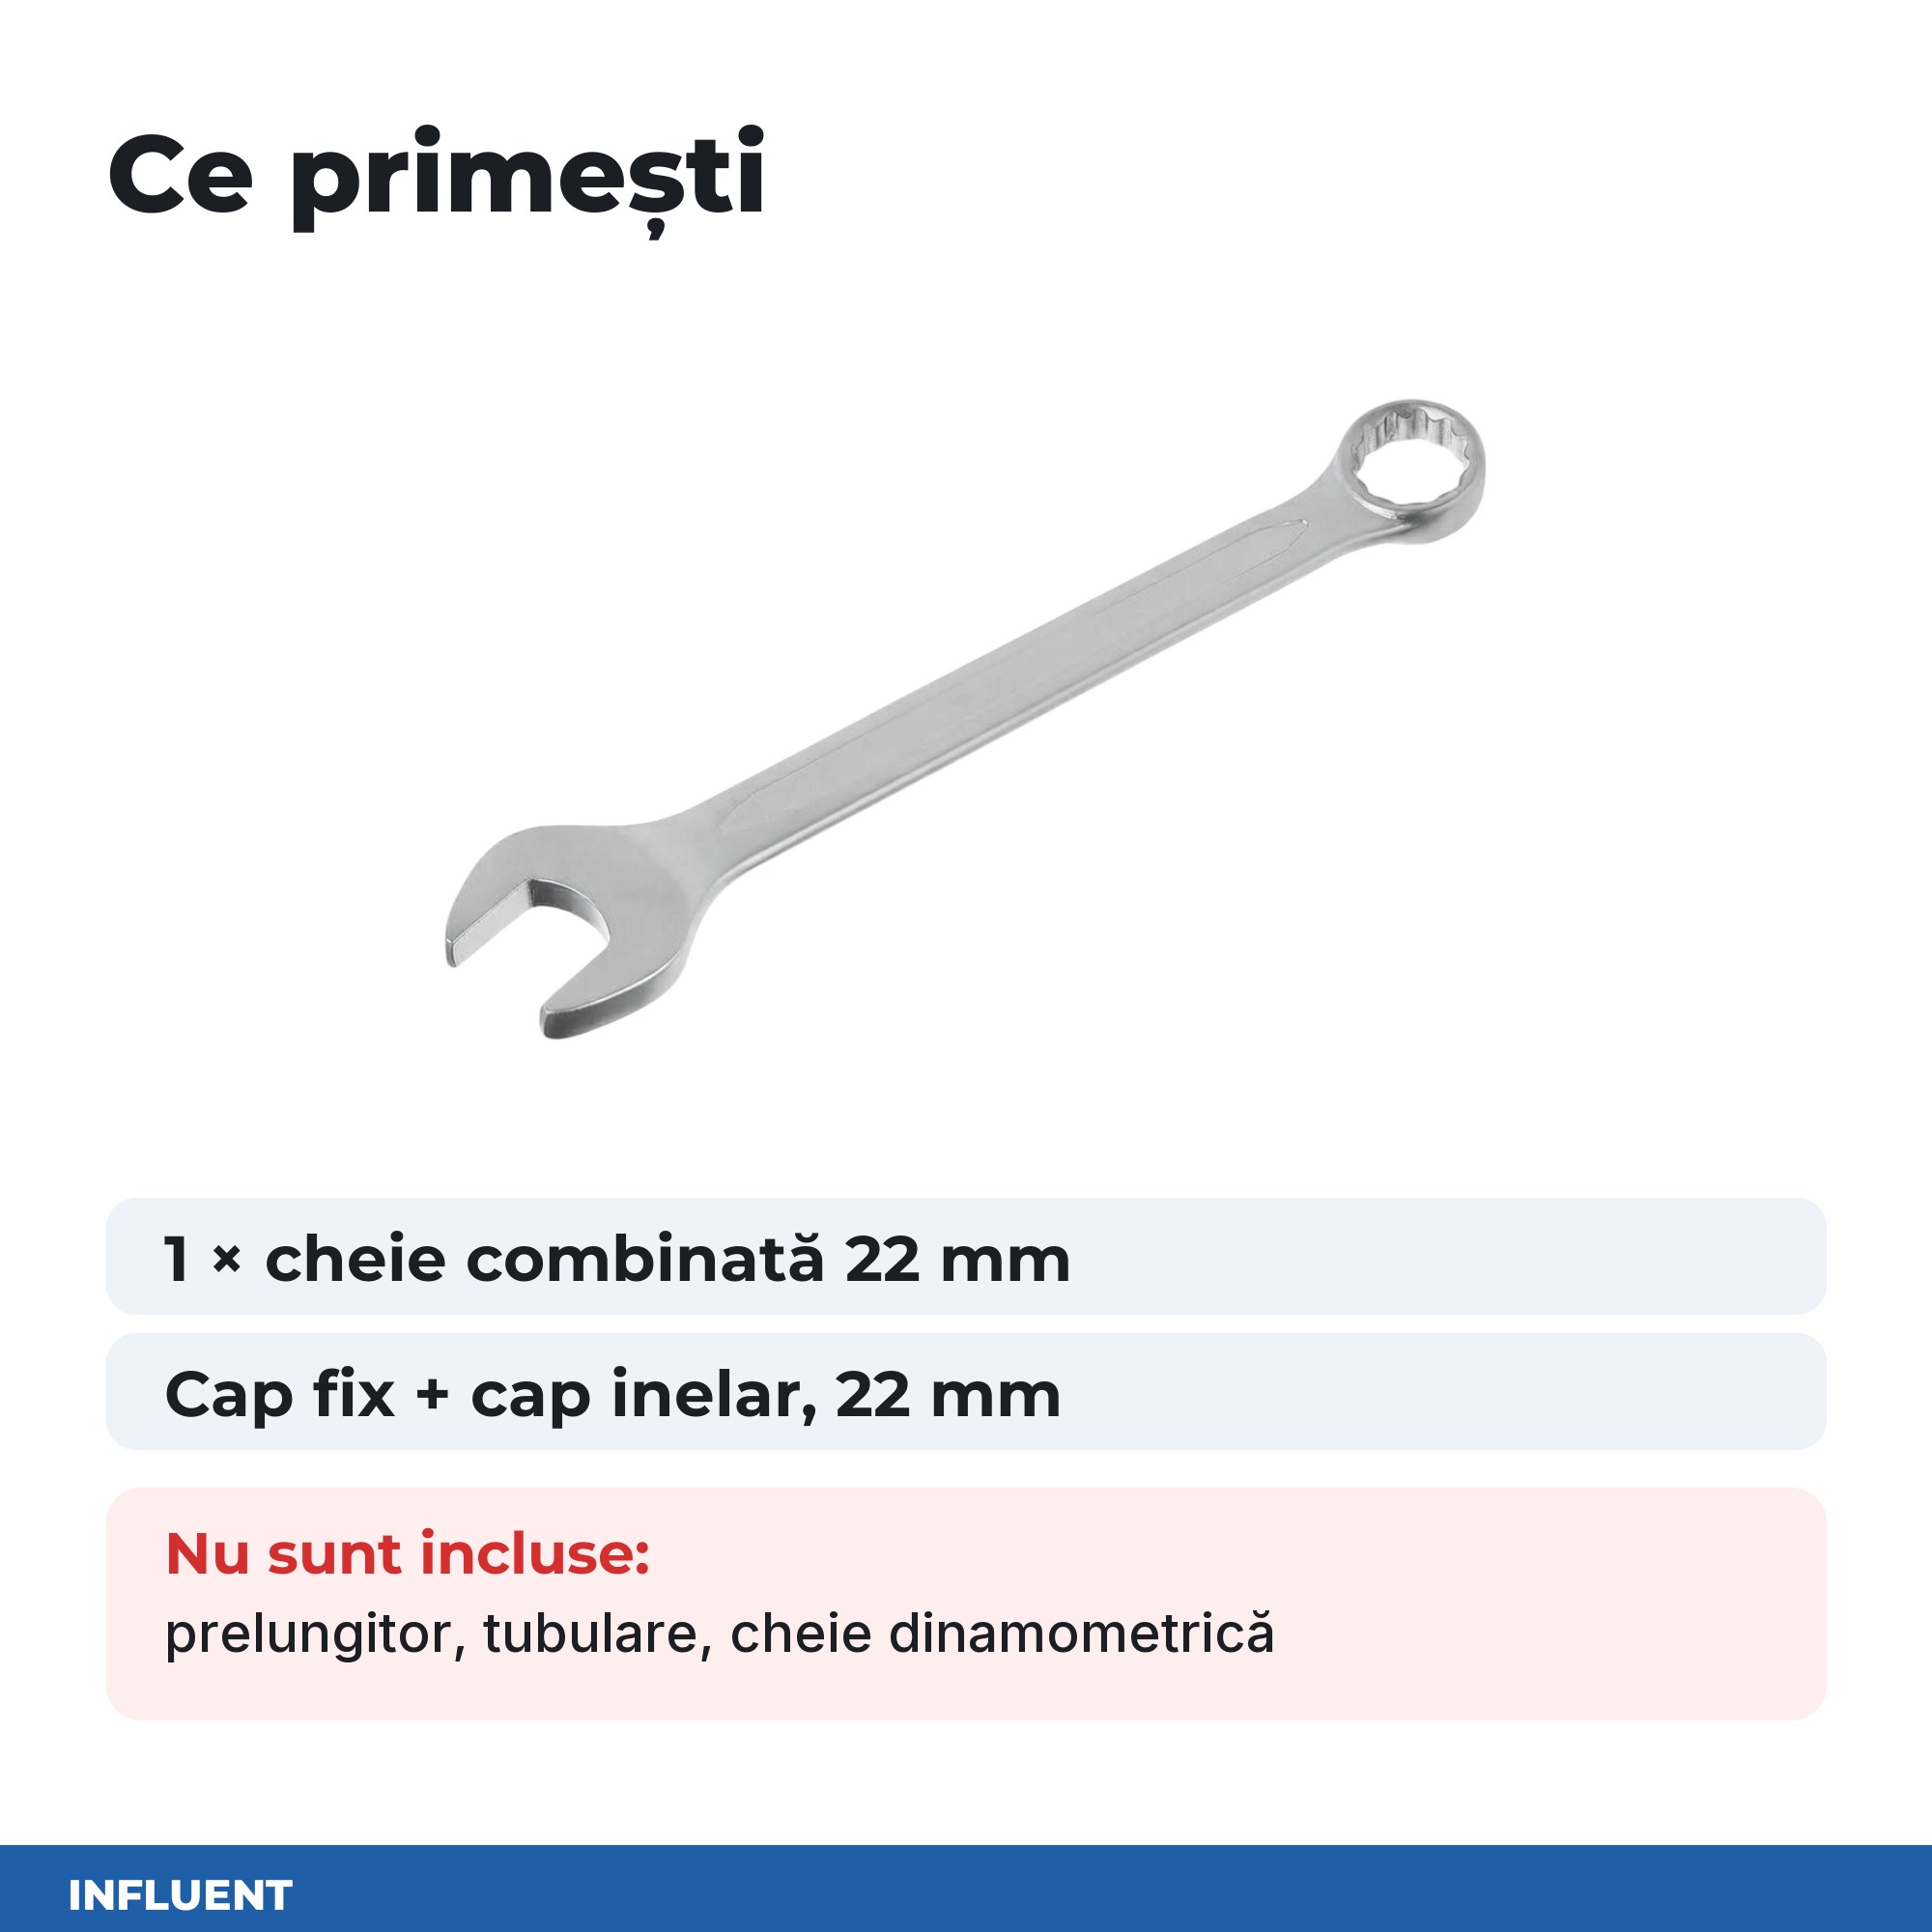 Ce primești
1 × cheie combinată 22 mm
Cap fix + cap inelar, 22 mm
Nu sunt incluse:
prelungitor, tubulare, cheie dinamometrică
INFLUENT